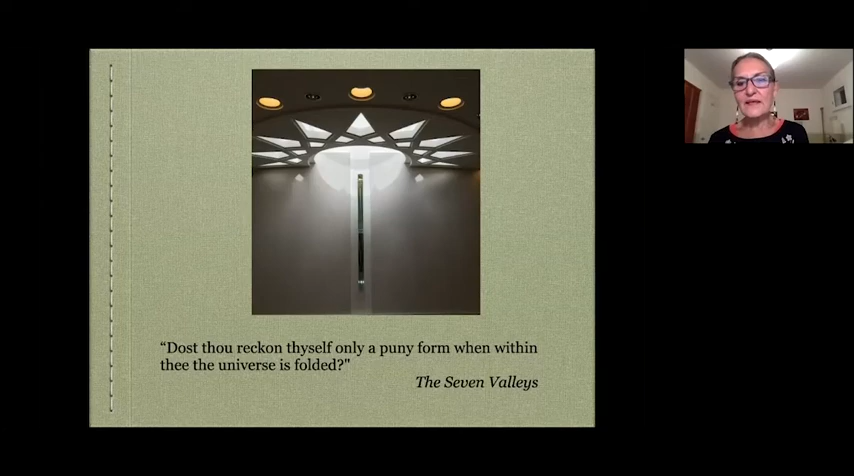 “Dost thou reckon thyself only a puny form when within
thee the universe is folded?"
The Seven Valleys